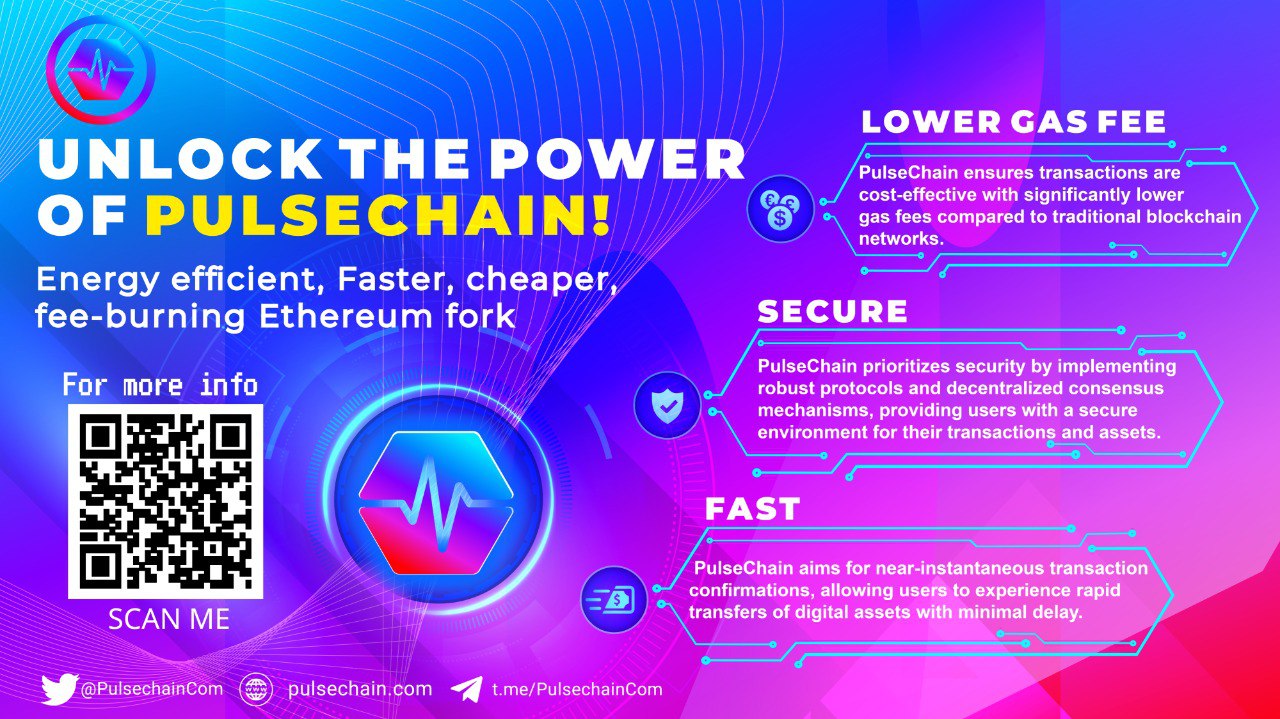 UNLOCK THE POWER
OF PULSECHAIN!
Energy efficient, Faster, cheaper,
fee-burning Ethereum fork
For more info
SCAN ME
@PulsechainCom
www
pulsechain.com
t.me/PulsechainCom
LOWER GAS FEE
PulseChain ensures transactions are
cost-effective with significantly lower
gas fees compared to traditional blockchain
networks.
SECURE
PulseChain prioritizes security by implementing
robust protocols and decentralized consensus
mechanisms, providing users with a secure
environment for their transactions and assets.
FAST
PulseChain aims for near-instantaneous transaction
confirmations, allowing users to experience rapid
transfers of digital assets with minimal delay.